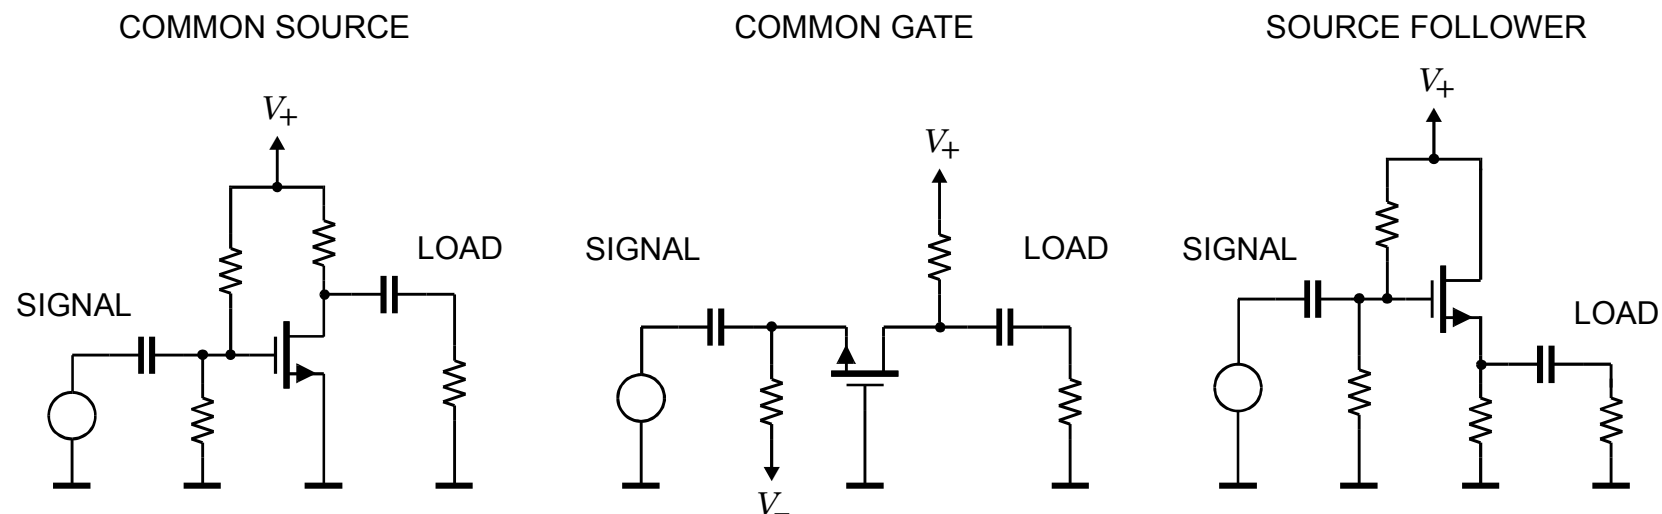 COMMON SOURCE
COMMON GATE
SOURCE FOLLOWER
V+
V+
V+
SIGNAL
LOAD
SIGNAL
LOAD
SIGNAL
LOAD
V−